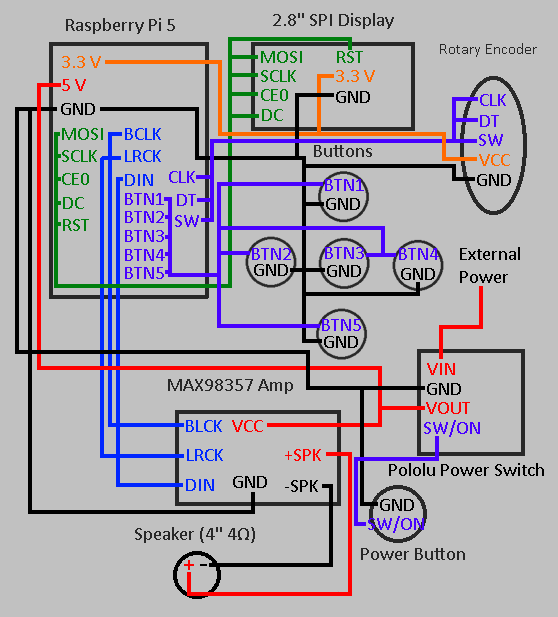 Raspberry Pi 5
3.3 V
5 V
GND
MOSI
SCLK
CE0
DC
RST
BCLK
LRCK
DIN
CLK
DT
SW
BTN1
BTN2
BTN3
BTN4
BTN5
2.8" SPI Display
MOSI
SCLK
CE0
DC
RST
3.3 V
GND
Rotary Encoder
CLK
DT
SW
VCC
GND
Buttons
BTN1
GND
BTN2
GND
BTN3
GND
BTN4
GND
BTN5
GND
External
Power
VIN
GND
VOUT
SW/ON
Pololu Power Switch
MAX98357 Amp
BLCK
LRCK
DIN
VCC
GND
+SPK
-SPK
GND
SW/ON
Power Button
Speaker (4" 4Ω)
+ -